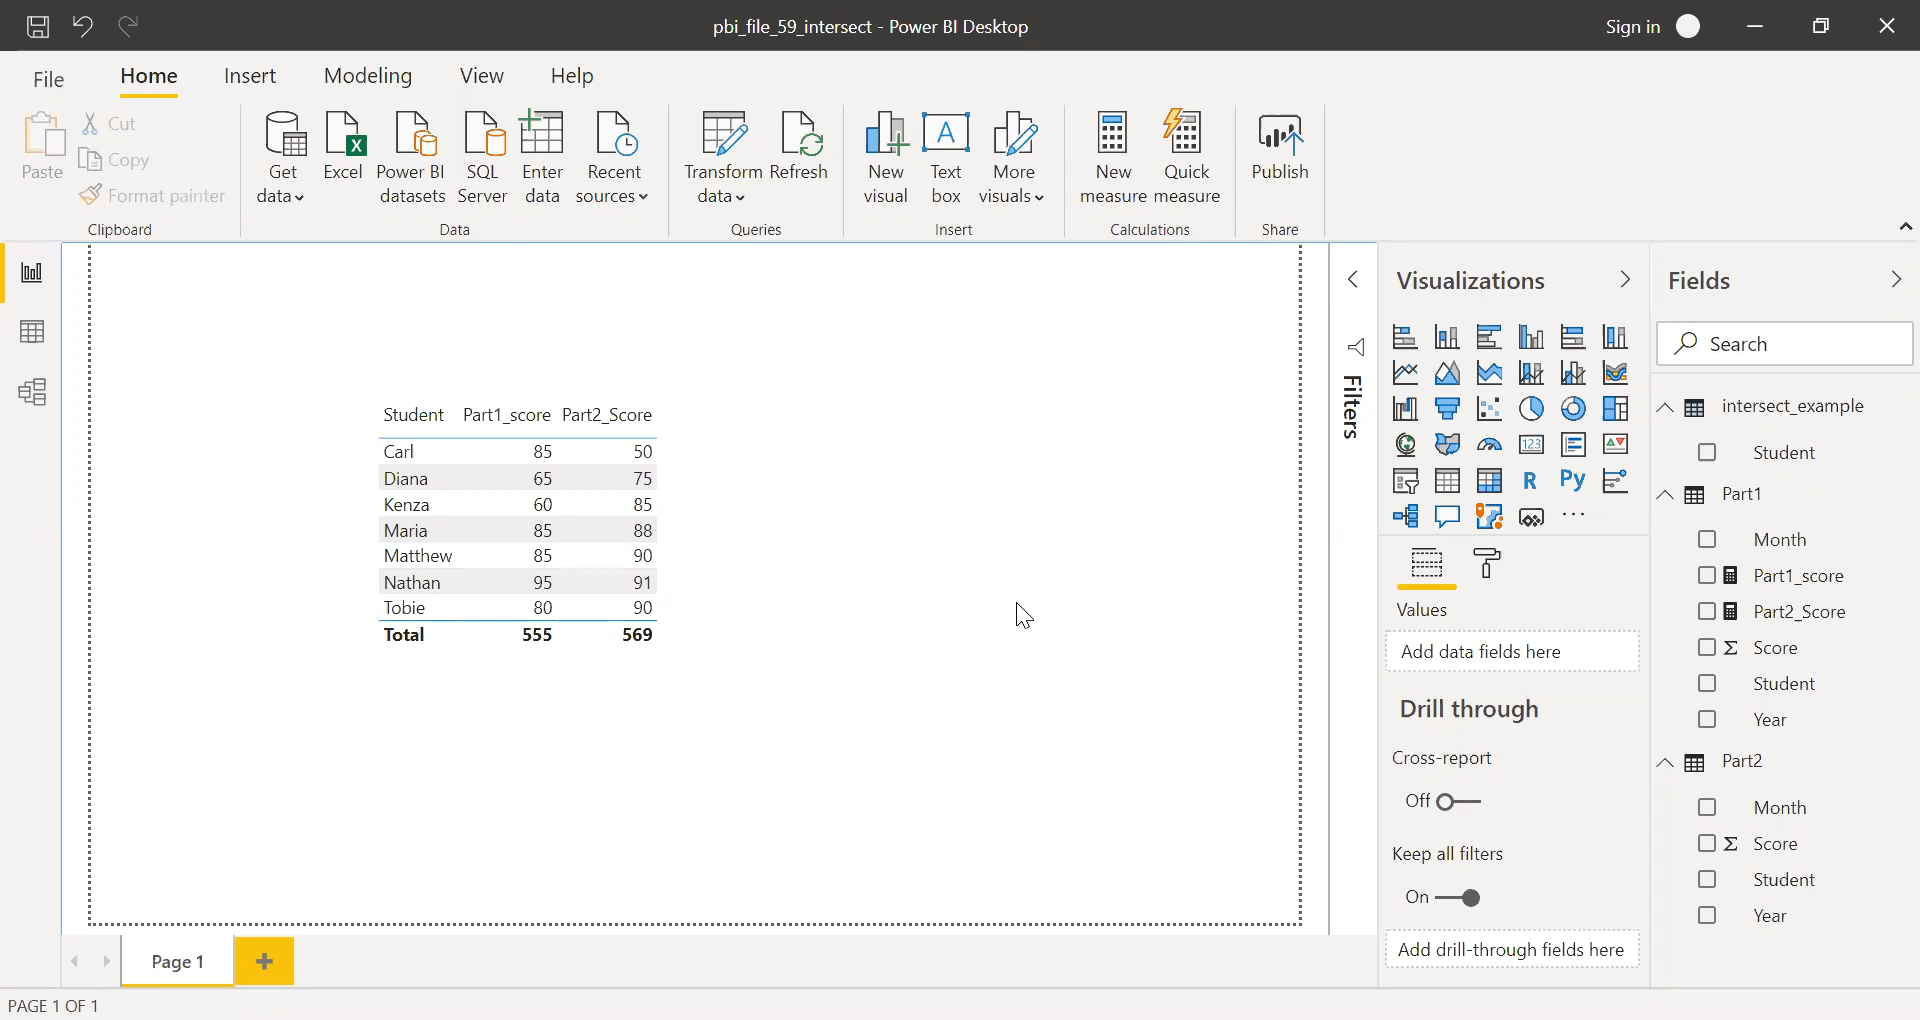 pbi_file_59_intersect - Power BI Desktop
Sign in
File Home Insert Modeling View Help
Paste
Cut
Copy
Format painter
Clipboard
Get data
Excel
Power BI datasets
SQL Server
Enter data
Recent sources
Data
Transform data
Refresh
Queries
New visual
Text box
More visuals
Insert
New measure
Quick measure
Calculations
Publish
Share
Student Part1_score Part2_Score
Carl 85 50
Diana 65 75
Kenza 60 85
Maria 85 88
Matthew 85 90
Nathan 95 91
Tobie 80 90
Total 555 569
Filters
Visualizations
123
R
Py
...
Values
Add data fields here
Drill through
Cross-report
Off
Keep all filters
On
Add drill-through fields here
Fields
Search
intersect_example
Student
Part1
Month
Part1_score
Part2_Score
Σ Score
Student
Year
Part2
Month
Σ Score
Student
Year
Page 1
PAGE 1 OF 1